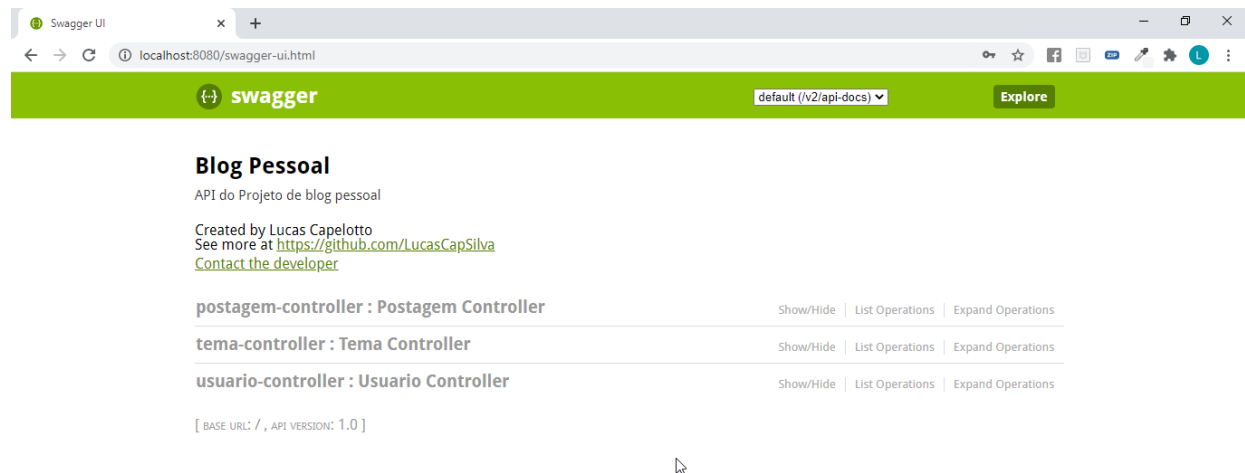 Swagger UI
localhost:8080/swagger-ui.html
ZIP
L
{··} swagger default (/v2/api-docs) Explore
Blog Pessoal
API do Projeto de blog pessoal
Created by Lucas Capelotto
See more at https://github.com/LucasCapSilva
Contact the developer
postagem-controller : Postagem Controller Show/Hide List Operations Expand Operations
tema-controller : Tema Controller Show/Hide List Operations Expand Operations
usuario-controller : Usuario Controller Show/Hide List Operations Expand Operations
[ BASE URL: / , API VERSION: 1.0 ]